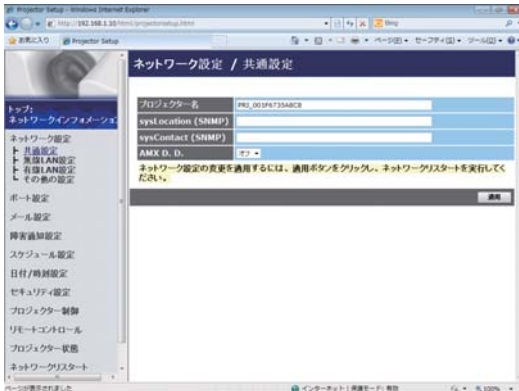 Projector Setup - Windows Internet Explorer
http://192.168.1.10/html/projectorsetup.html
Bing
お気に入り
Projector Setup
ページ(P)
セーフティ(S)
ツール(O)
ネットワーク設定 / 共通設定
トップ:
ネットワークインフォメーション
ネットワーク設定
共通設定
無線LAN設定
有線LAN設定
その他の設定
ポート設定
メール設定
障害通知設定
スケジュール設定
日付/時刻設定
セキュリティ設定
プロジェクター制御
リモートコントロール
プロジェクター状態
ネットワークリスタート
プロジェクター名
PRJ_001F6735A8CB
sysLocation (SNMP)
sysContact (SNMP)
AMX D. D.
オフ
ネットワーク設定の変更を適用するには、適用ボタンをクリックし、ネットワークリスタートを実行してください。
適用
ページが表示されました
インターネット | 保護モード: 有効
100%